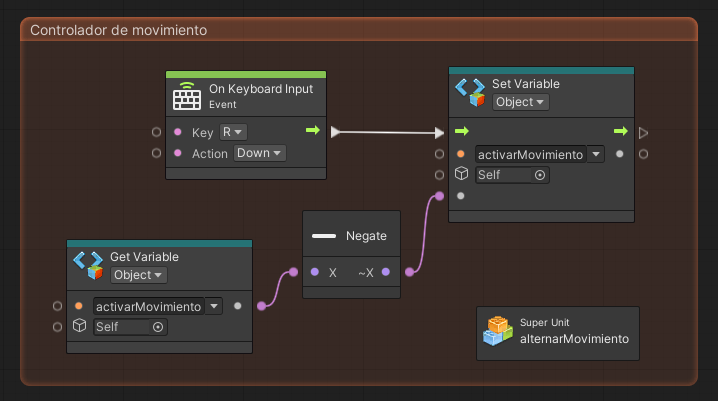 Controlador de movimiento
On Keyboard Input
Event
Key R
Action Down
Set Variable
Object
activarMovimiento
Self
Negate
X ~X
Get Variable
Object
activarMovimiento
Self
Super Unit
alternarMovimiento